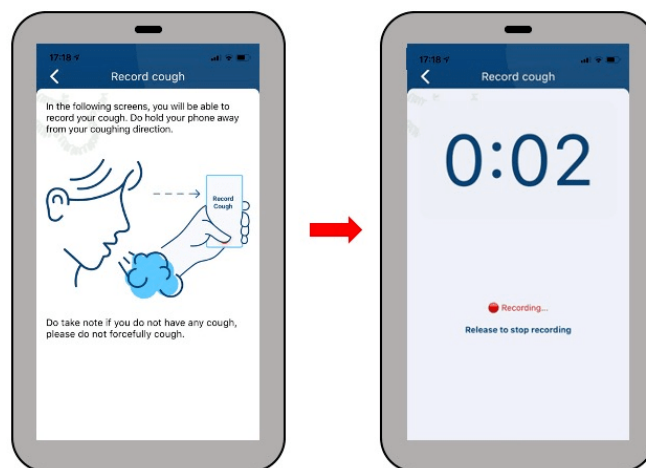 17:18
Record cough
In the following screens, you will be able to
record your cough. Do hold your phone away
from your coughing direction.
Record
Cough
Do take note if you do not have any cough,
please do not forcefully cough.
17:18
Record cough
0:02
Recording...
Release to stop recording